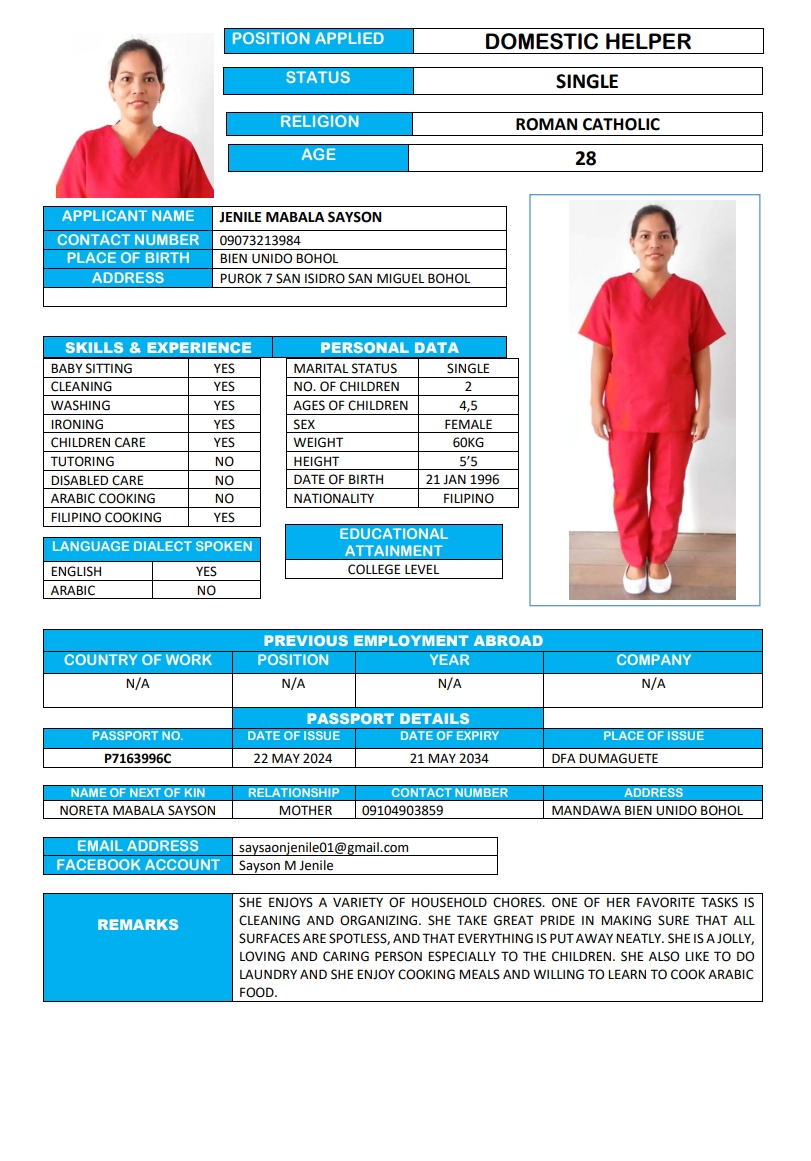 POSITION APPLIED DOMESTIC HELPER
STATUS SINGLE
RELIGION ROMAN CATHOLIC
AGE 28
APPLICANT NAME JENILE MABALA SAYSON
CONTACT NUMBER 09073213984
PLACE OF BIRTH BIEN UNIDO BOHOL
ADDRESS PUROK 7 SAN ISIDRO SAN MIGUEL BOHOL
SKILLS & EXPERIENCE PERSONAL DATA
BABY SITTING YES MARITAL STATUS SINGLE
CLEANING YES NO. OF CHILDREN 2
WASHING YES AGES OF CHILDREN 4,5
IRONING YES SEX FEMALE
CHILDREN CARE YES WEIGHT 60KG
TUTORING NO HEIGHT 5’5
DISABLED CARE NO DATE OF BIRTH 21 JAN 1996
ARABIC COOKING NO NATIONALITY FILIPINO
FILIPINO COOKING YES
LANGUAGE DIALECT SPOKEN
ENGLISH YES
ARABIC NO
EDUCATIONAL
ATTAINMENT
COLLEGE LEVEL
PREVIOUS EMPLOYMENT ABROAD
COUNTRY OF WORK POSITION YEAR COMPANY
N/A N/A N/A N/A
PASSPORT DETAILS
PASSPORT NO. DATE OF ISSUE DATE OF EXPIRY PLACE OF ISSUE
P7163996C 22 MAY 2024 21 MAY 2034 DFA DUMAGUETE
NAME OF NEXT OF KIN RELATIONSHIP CONTACT NUMBER ADDRESS
NORETA MABALA SAYSON MOTHER 09104903859 MANDAWA BIEN UNIDO BOHOL
EMAIL ADDRESS saysaonjenile01@gmail.com
FACEBOOK ACCOUNT Sayson M Jenile
REMARKS
SHE ENJOYS A VARIETY OF HOUSEHOLD CHORES. ONE OF HER FAVORITE TASKS IS
CLEANING AND ORGANIZING. SHE TAKE GREAT PRIDE IN MAKING SURE THAT ALL
SURFACES ARE SPOTLESS, AND THAT EVERYTHING IS PUT AWAY NEATLY. SHE IS A JOLLY,
LOVING AND CARING PERSON ESPECIALLY TO THE CHILDREN. SHE ALSO LIKE TO DO
LAUNDRY AND SHE ENJOY COOKING MEALS AND WILLING TO LEARN TO COOK ARABIC
FOOD.